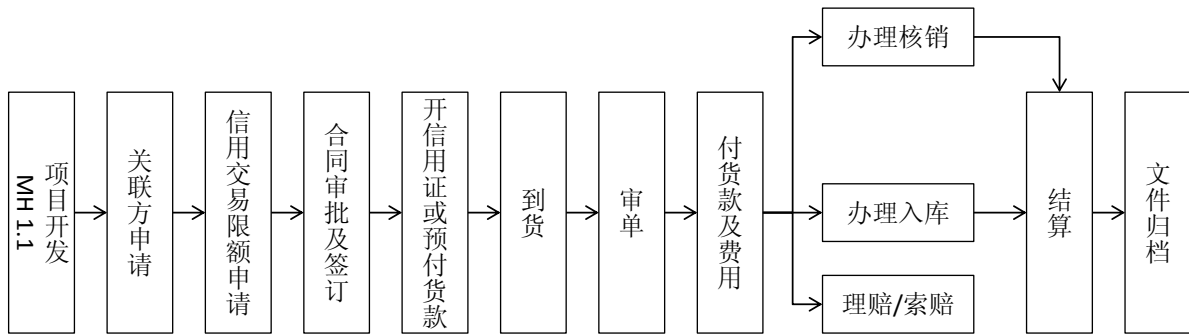 项目开发
MH 1.1
关联方申请
信用交易限额申请
合同审批及签订
开信用证或预付货款
到货
审单
付货款及费用
办理核销
办理入库
理赔/索赔
结算
文件归档